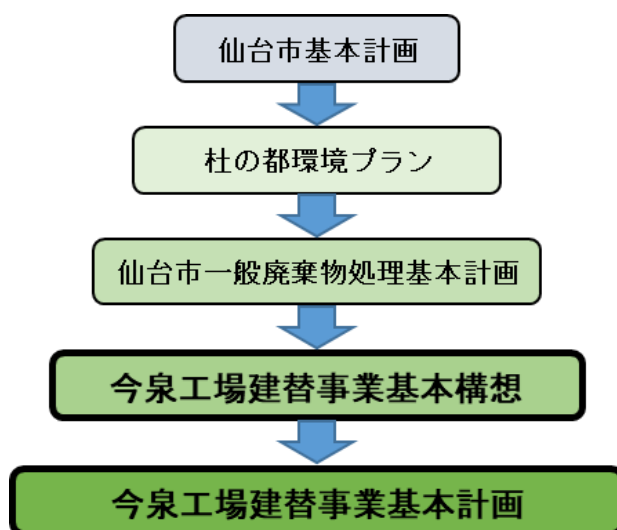 仙台市基本計画
杜の都環境プラン
仙台市一般廃棄物処理基本計画
今泉工場建替事業基本構想
今泉工場建替事業基本計画